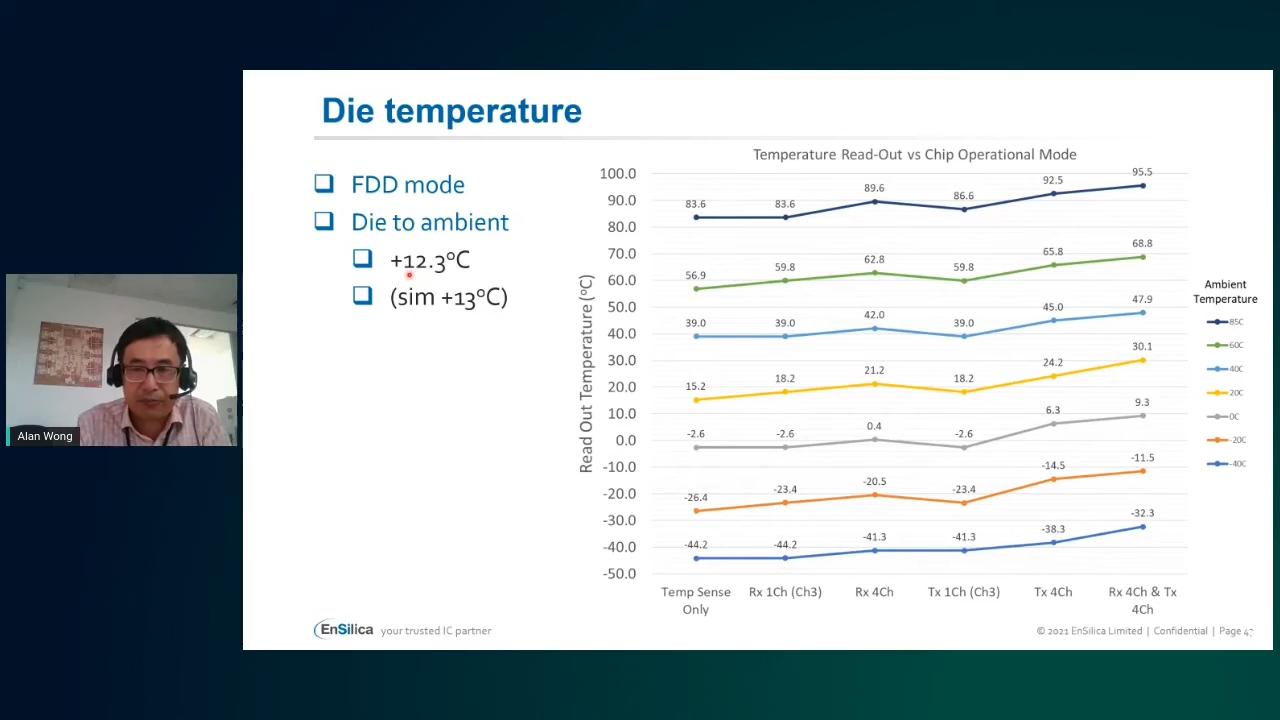 Die temperature
FDD mode
Die to ambient
+12.3°C
(sim +13°C)
Temperature Read-Out vs Chip Operational Mode
Read Out Temperature (°C)
100.0
90.0
80.0
70.0
60.0
50.0
40.0
30.0
20.0
10.0
0.0
-10.0
-20.0
-30.0
-40.0
-50.0
83.6 83.6 89.6 86.6 92.5 95.5
56.9 59.8 62.8 59.8 65.8 68.8
39.0 39.0 42.0 39.0 45.0 47.9
15.2 18.2 21.2 18.2 24.2 30.1
-2.6 -2.6 0.4 -2.6 6.3 9.3
-26.4 -23.4 -20.5 -23.4 -14.5 -11.5
-44.2 -44.2 -41.3 -41.3 -38.3 -32.3
Temp Sense Only
Rx 1Ch (Ch3)
Rx 4Ch
Tx 1Ch (Ch3)
Tx 4Ch
Rx 4Ch & Tx
4Ch
Ambient
Temperature
85C
60C
40C
20C
0C
-20C
-40C
Alan Wong
EnSilica your trusted IC partner
© 2021 EnSilica Limited | Confidential | Page 47